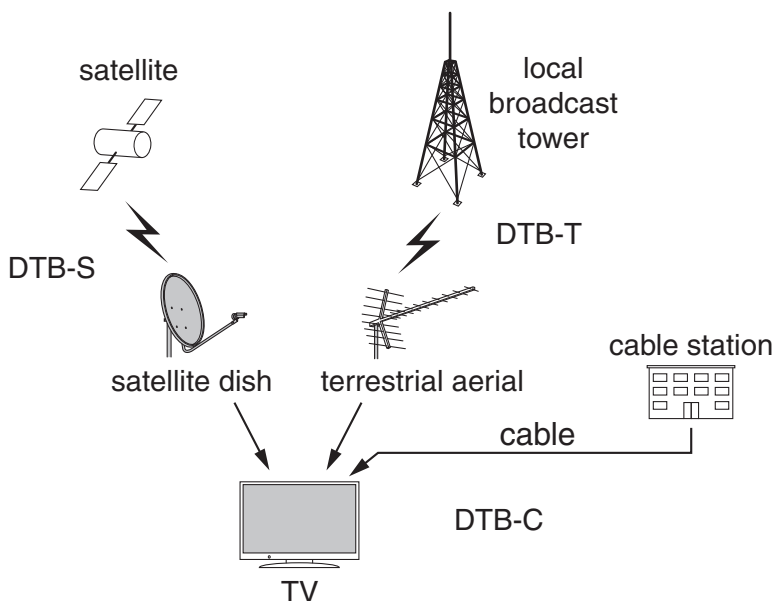 satellite
local
broadcast
tower
DTB-T
DTB-S
cable station
satellite dish
terrestrial aerial
cable
DTB-C
TV